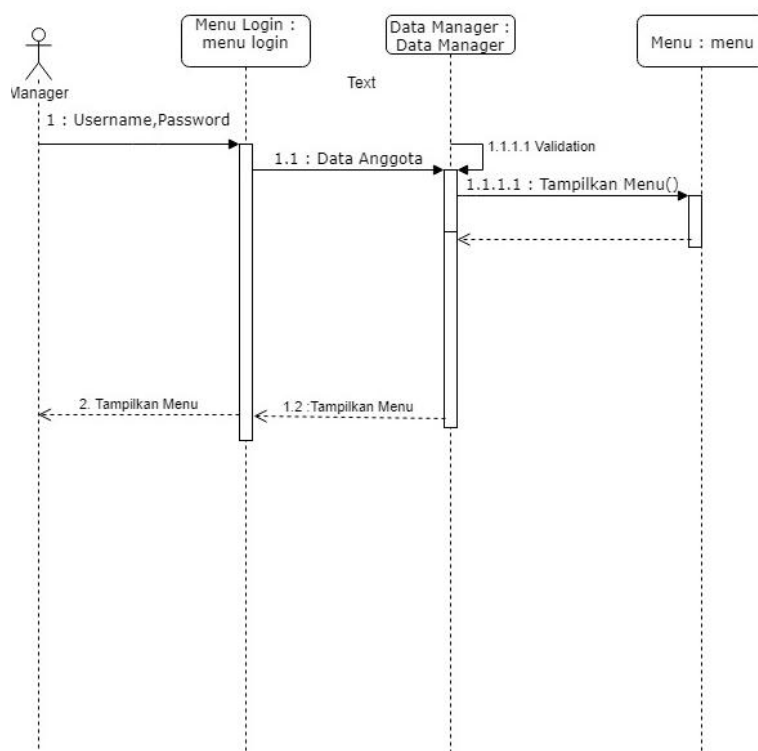 Menu Login :
menu login
Data Manager :
Data Manager
Menu : menu
Text
Manager
1 : Username,Password
1.1 : Data Anggota
1.1.1.1 Validation
1.1.1.1 : Tampilkan Menu()
2. Tampilkan Menu
1.2 :Tampilkan Menu